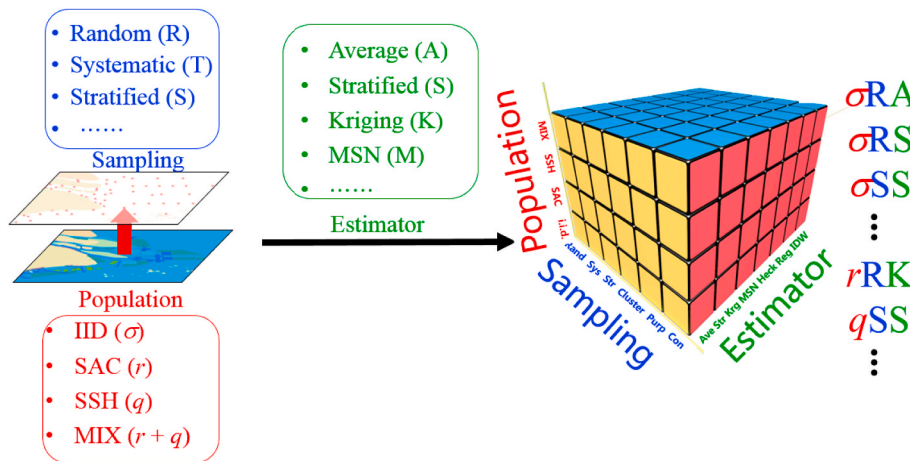 • Random (R)
• Systematic (T)
• Stratified (S)
• ……
Sampling
Population
• IID (σ)
• SAC (r)
• SSH (q)
• MIX (r + q)
• Average (A)
• Stratified (S)
• Kriging (K)
• MSN (M)
• ……
Estimator
Population
MIX
SSH
SAC
i.i.d.
Rand Sys Str Cluster Purp Con
Sampling
Ave Str Krg MSN Heck Reg IDW
Estimator
σRA
σRS
σSS
⋮
rRK
qSS
⋮